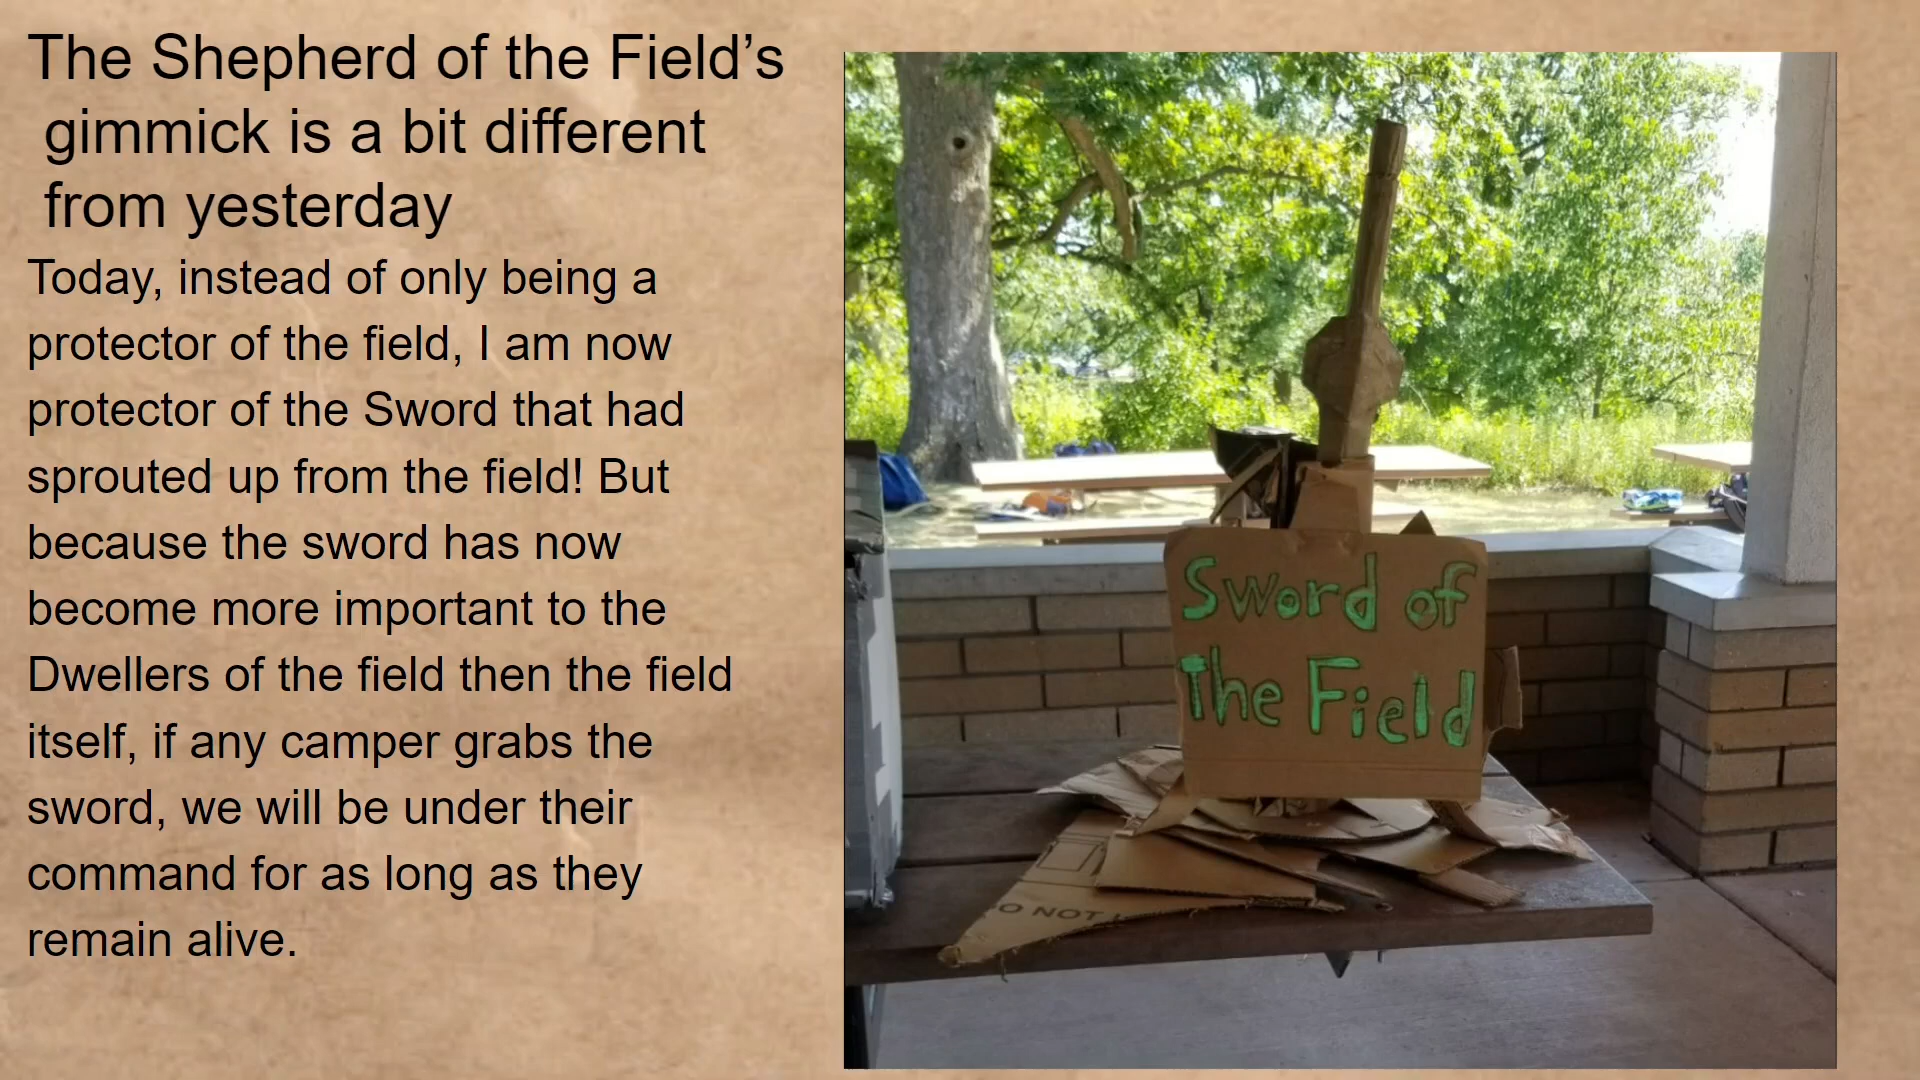 The Shepherd of the Field’s
gimmick is a bit different
from yesterday
Today, instead of only being a
protector of the field, I am now
protector of the Sword that had
sprouted up from the field! But
because the sword has now
become more important to the
Dwellers of the field then the field
itself, if any camper grabs the
sword, we will be under their
command for as long as they
remain alive.
Sword of
The Field
DO NOT